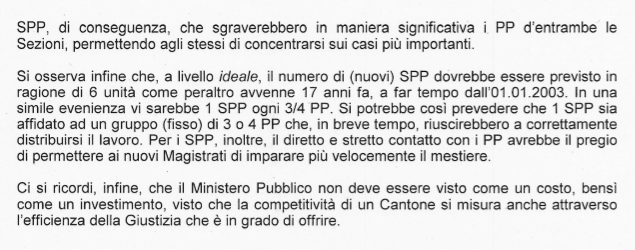 SPP, di conseguenza, che sgraverebbero in maniera significativa i PP d'entrambe le
Sezioni, permettendo agli stessi di concentrarsi sui casi più importanti.
Si osserva infine che, a livello ideale, il numero di (nuovi) SPP dovrebbe essere previsto in
ragione di 6 unità come peraltro avvenne 17 anni fa, a far tempo dall'01.01.2003. In una
simile evenienza vi sarebbe 1 SPP ogni 3/4 PP. Si potrebbe così prevedere che 1 SPP sia
affidato ad un gruppo (fisso) di 3 o 4 PP che, in breve tempo, riuscirebbero a correttamente
distribuirsi il lavoro. Per i SPP, inoltre, il diretto e stretto contatto con i PP avrebbe il pregio
di permettere ai nuovi Magistrati di imparare più velocemente il mestiere.
Ci si ricordi, infine, che il Ministero Pubblico non deve essere visto come un costo, bensì
come un investimento, visto che la competitività di un Cantone si misura anche attraverso
l'efficienza della Giustizia che è in grado di offrire.